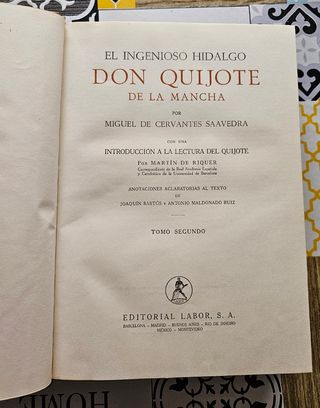 EL INGENIOSO HIDALGO
DON QUIJOTE
DE LA MANCHA
POR
MIGUEL DE CERVANTES SAAVEDRA
CON UNA
INTRODUCCIÓN A LA LECTURA DEL QUIJOTE
POR MARTÍN DE RIQUER
Correspondiente de la Real Academia Española
y Catedrático de la Universidad de Barcelona
ANOTACIONES ACLARATORIAS AL TEXTO
DE
JOAQUÍN BASTÚS Y ANTONIO MALDONADO RUIZ
TOMO SEGUNDO
EDITORIAL LABOR, S. A.
BARCELONA - MADRID - BUENOS AIRES - RIO DE JANEIRO
MÉXICO - MONTEVIDEO
HOME